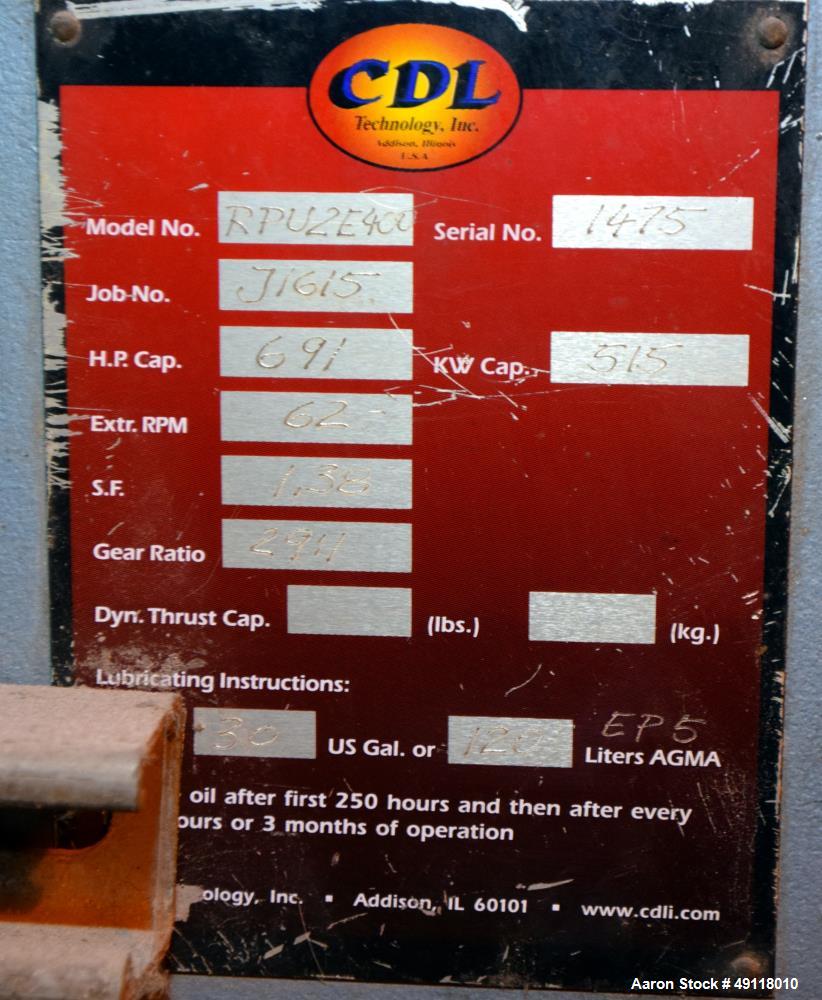 CDL
Technology, Inc.
Addison, Illinois
U.S.A.
Model No. RPU2E400 Serial No. 1475
Job No. J1615
H.P. Cap. 691 KW Cap. 515
Extr. RPM 62
S.F. 1.38
Gear Ratio
Dyn. Thrust Cap. (lbs.) (kg.)
Lubricating Instructions:
30 US Gal. or 120 EP 5 Liters AGMA
oil after first 250 hours and then after every
ours or 3 months of operation
ology, Inc. ▪ Addison, IL 60101 ▪ www.cdli.com
Aaron Stock # 49118010